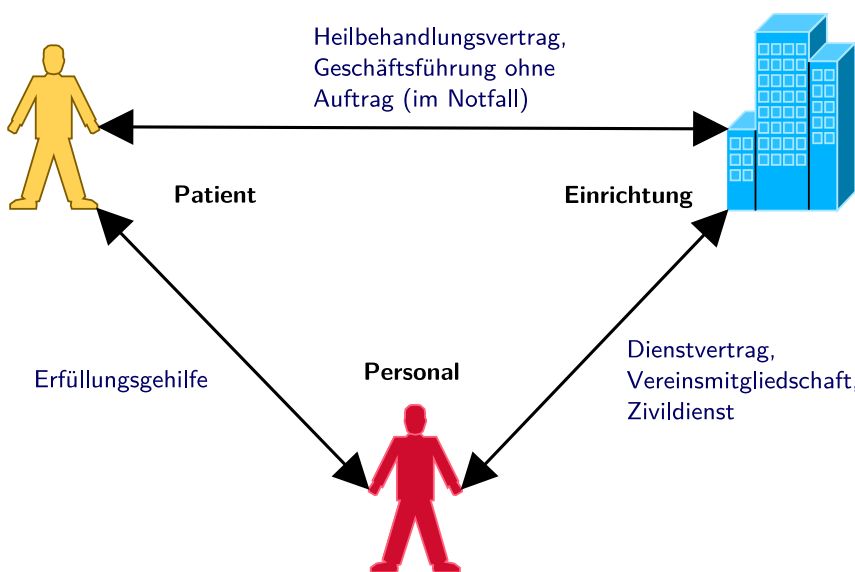 Heilbehandlungsvertrag,
Geschäftsführung ohne
Auftrag (im Notfall)
Patient
Einrichtung
Erfüllungsgehilfe
Personal
Dienstvertrag,
Vereinsmitgliedschaft,
Zivildienst